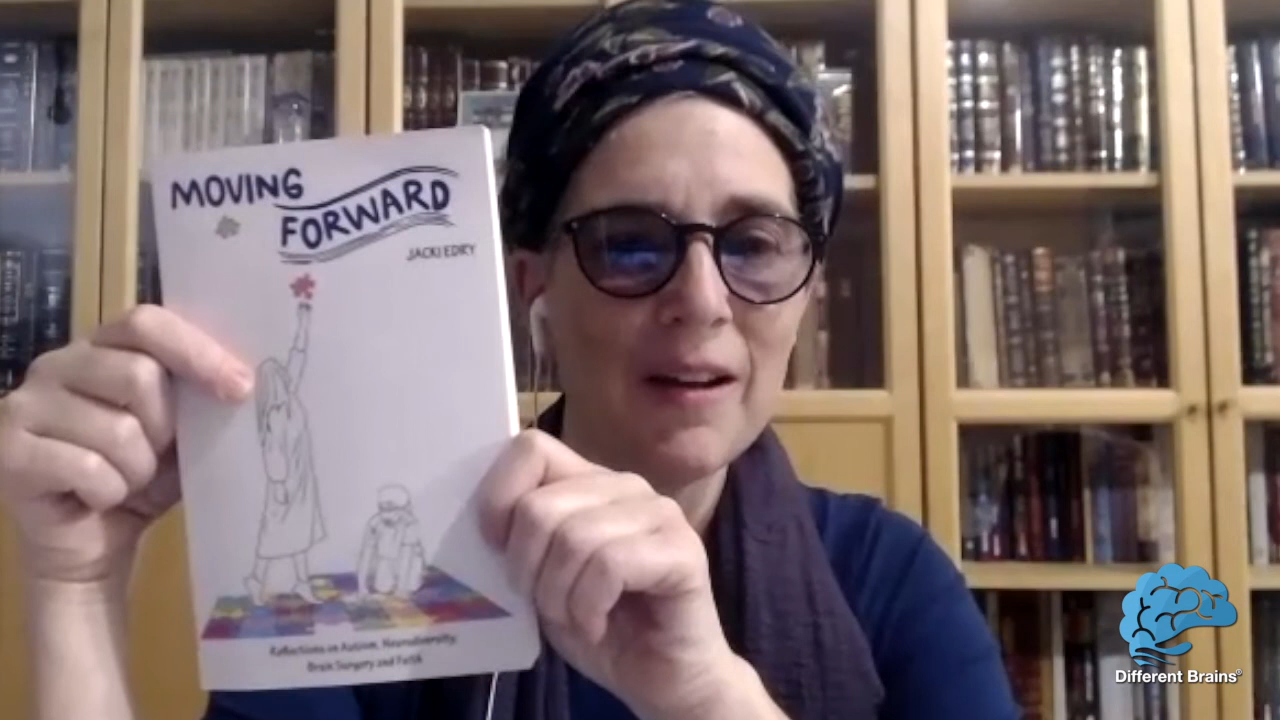 MOVING
FORWARD
JACKI EDRY
Reflections on Autism, Neurodiversity,
Brain Surgery and Faith
Different Brains®